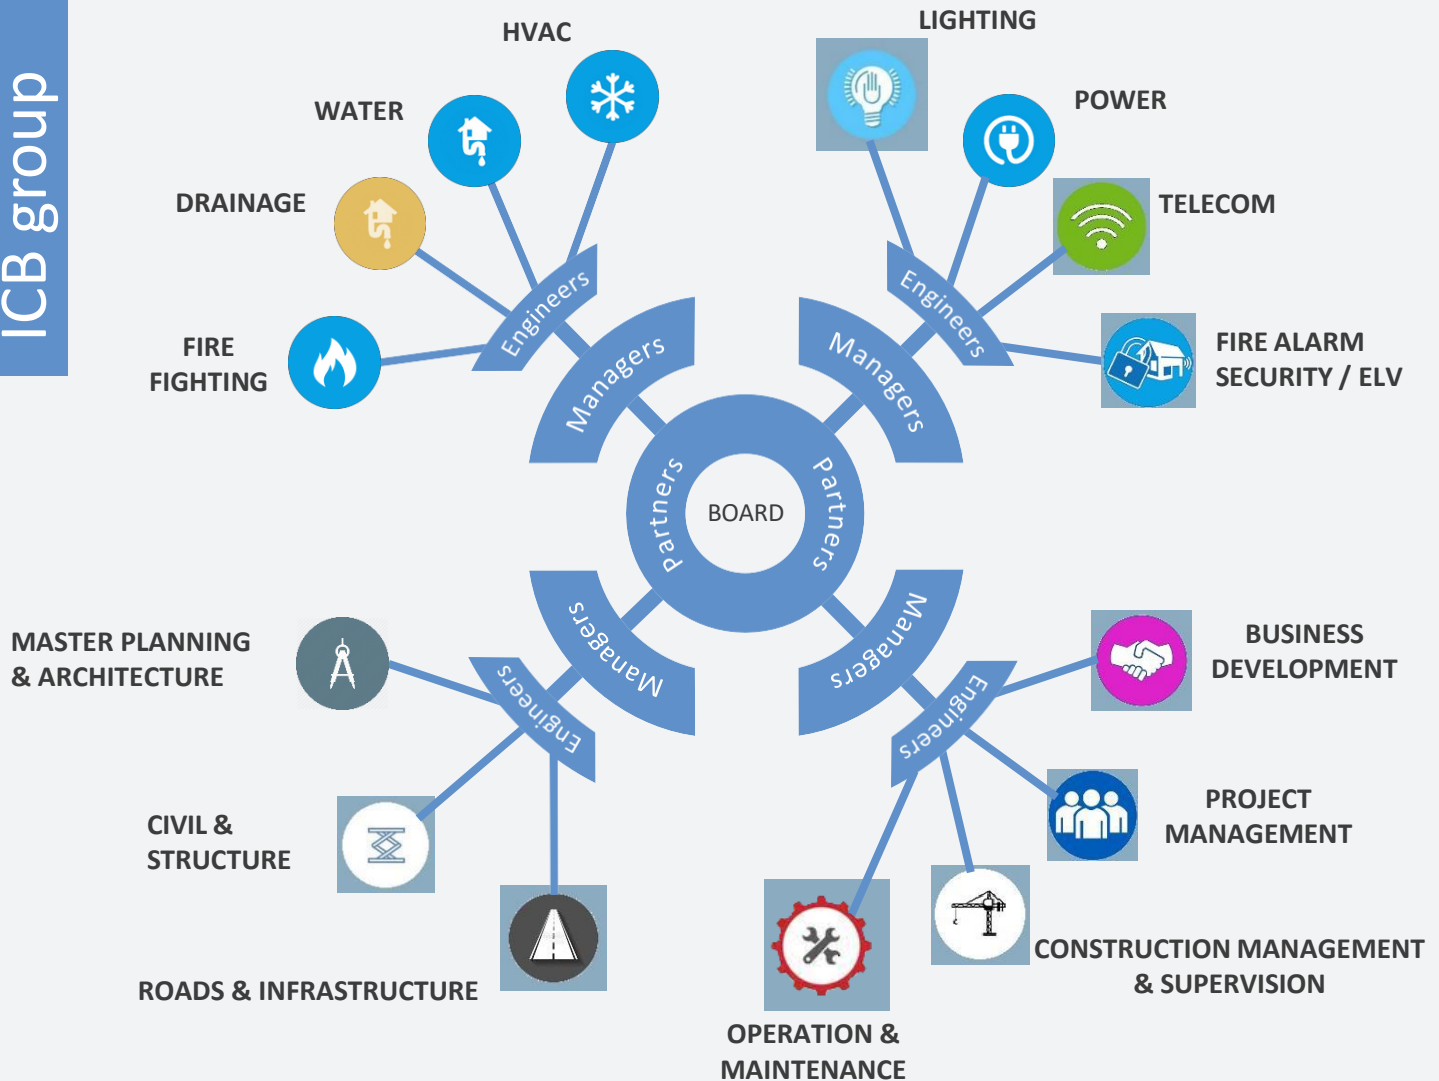 ICB group
HVAC
WATER
DRAINAGE
FIRE
FIGHTING
Engineers
Managers
LIGHTING
POWER
TELECOM
FIRE ALARM
SECURITY / ELV
Engineers
Managers
Partners
BOARD
Partners
MASTER PLANNING
& ARCHITECTURE
CIVIL &
STRUCTURE
ROADS & INFRASTRUCTURE
Engineers
Managers
Managers
Engineers
BUSINESS
DEVELOPMENT
PROJECT
MANAGEMENT
CONSTRUCTION MANAGEMENT
& SUPERVISION
OPERATION &
MAINTENANCE